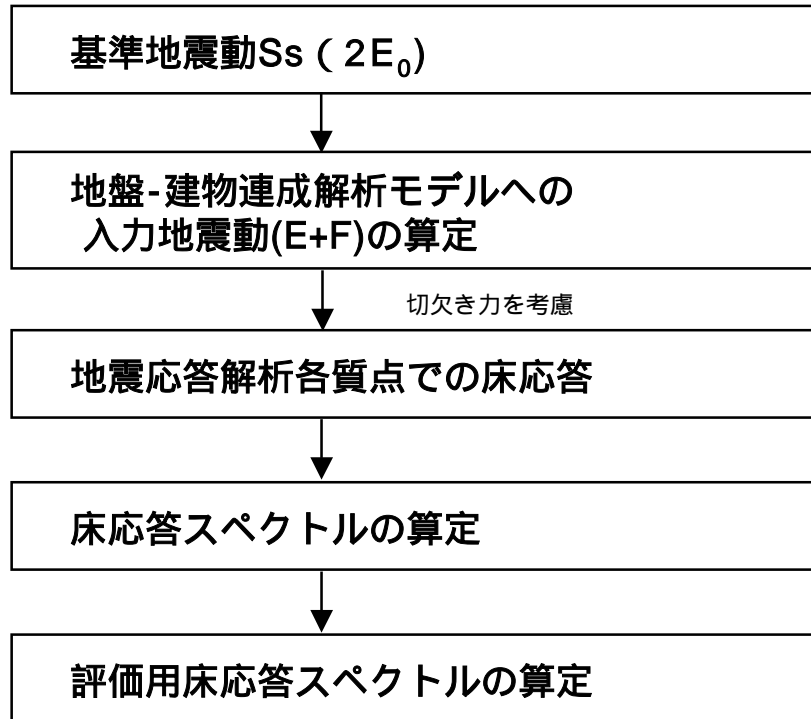 基準地震動Ss（2E₀)
地盤-建物連成解析モデルへの
入力地震動(E+F)の算定
切欠き力を考慮
地震応答解析各質点での床応答
床応答スペクトルの算定
評価用床応答スペクトルの算定